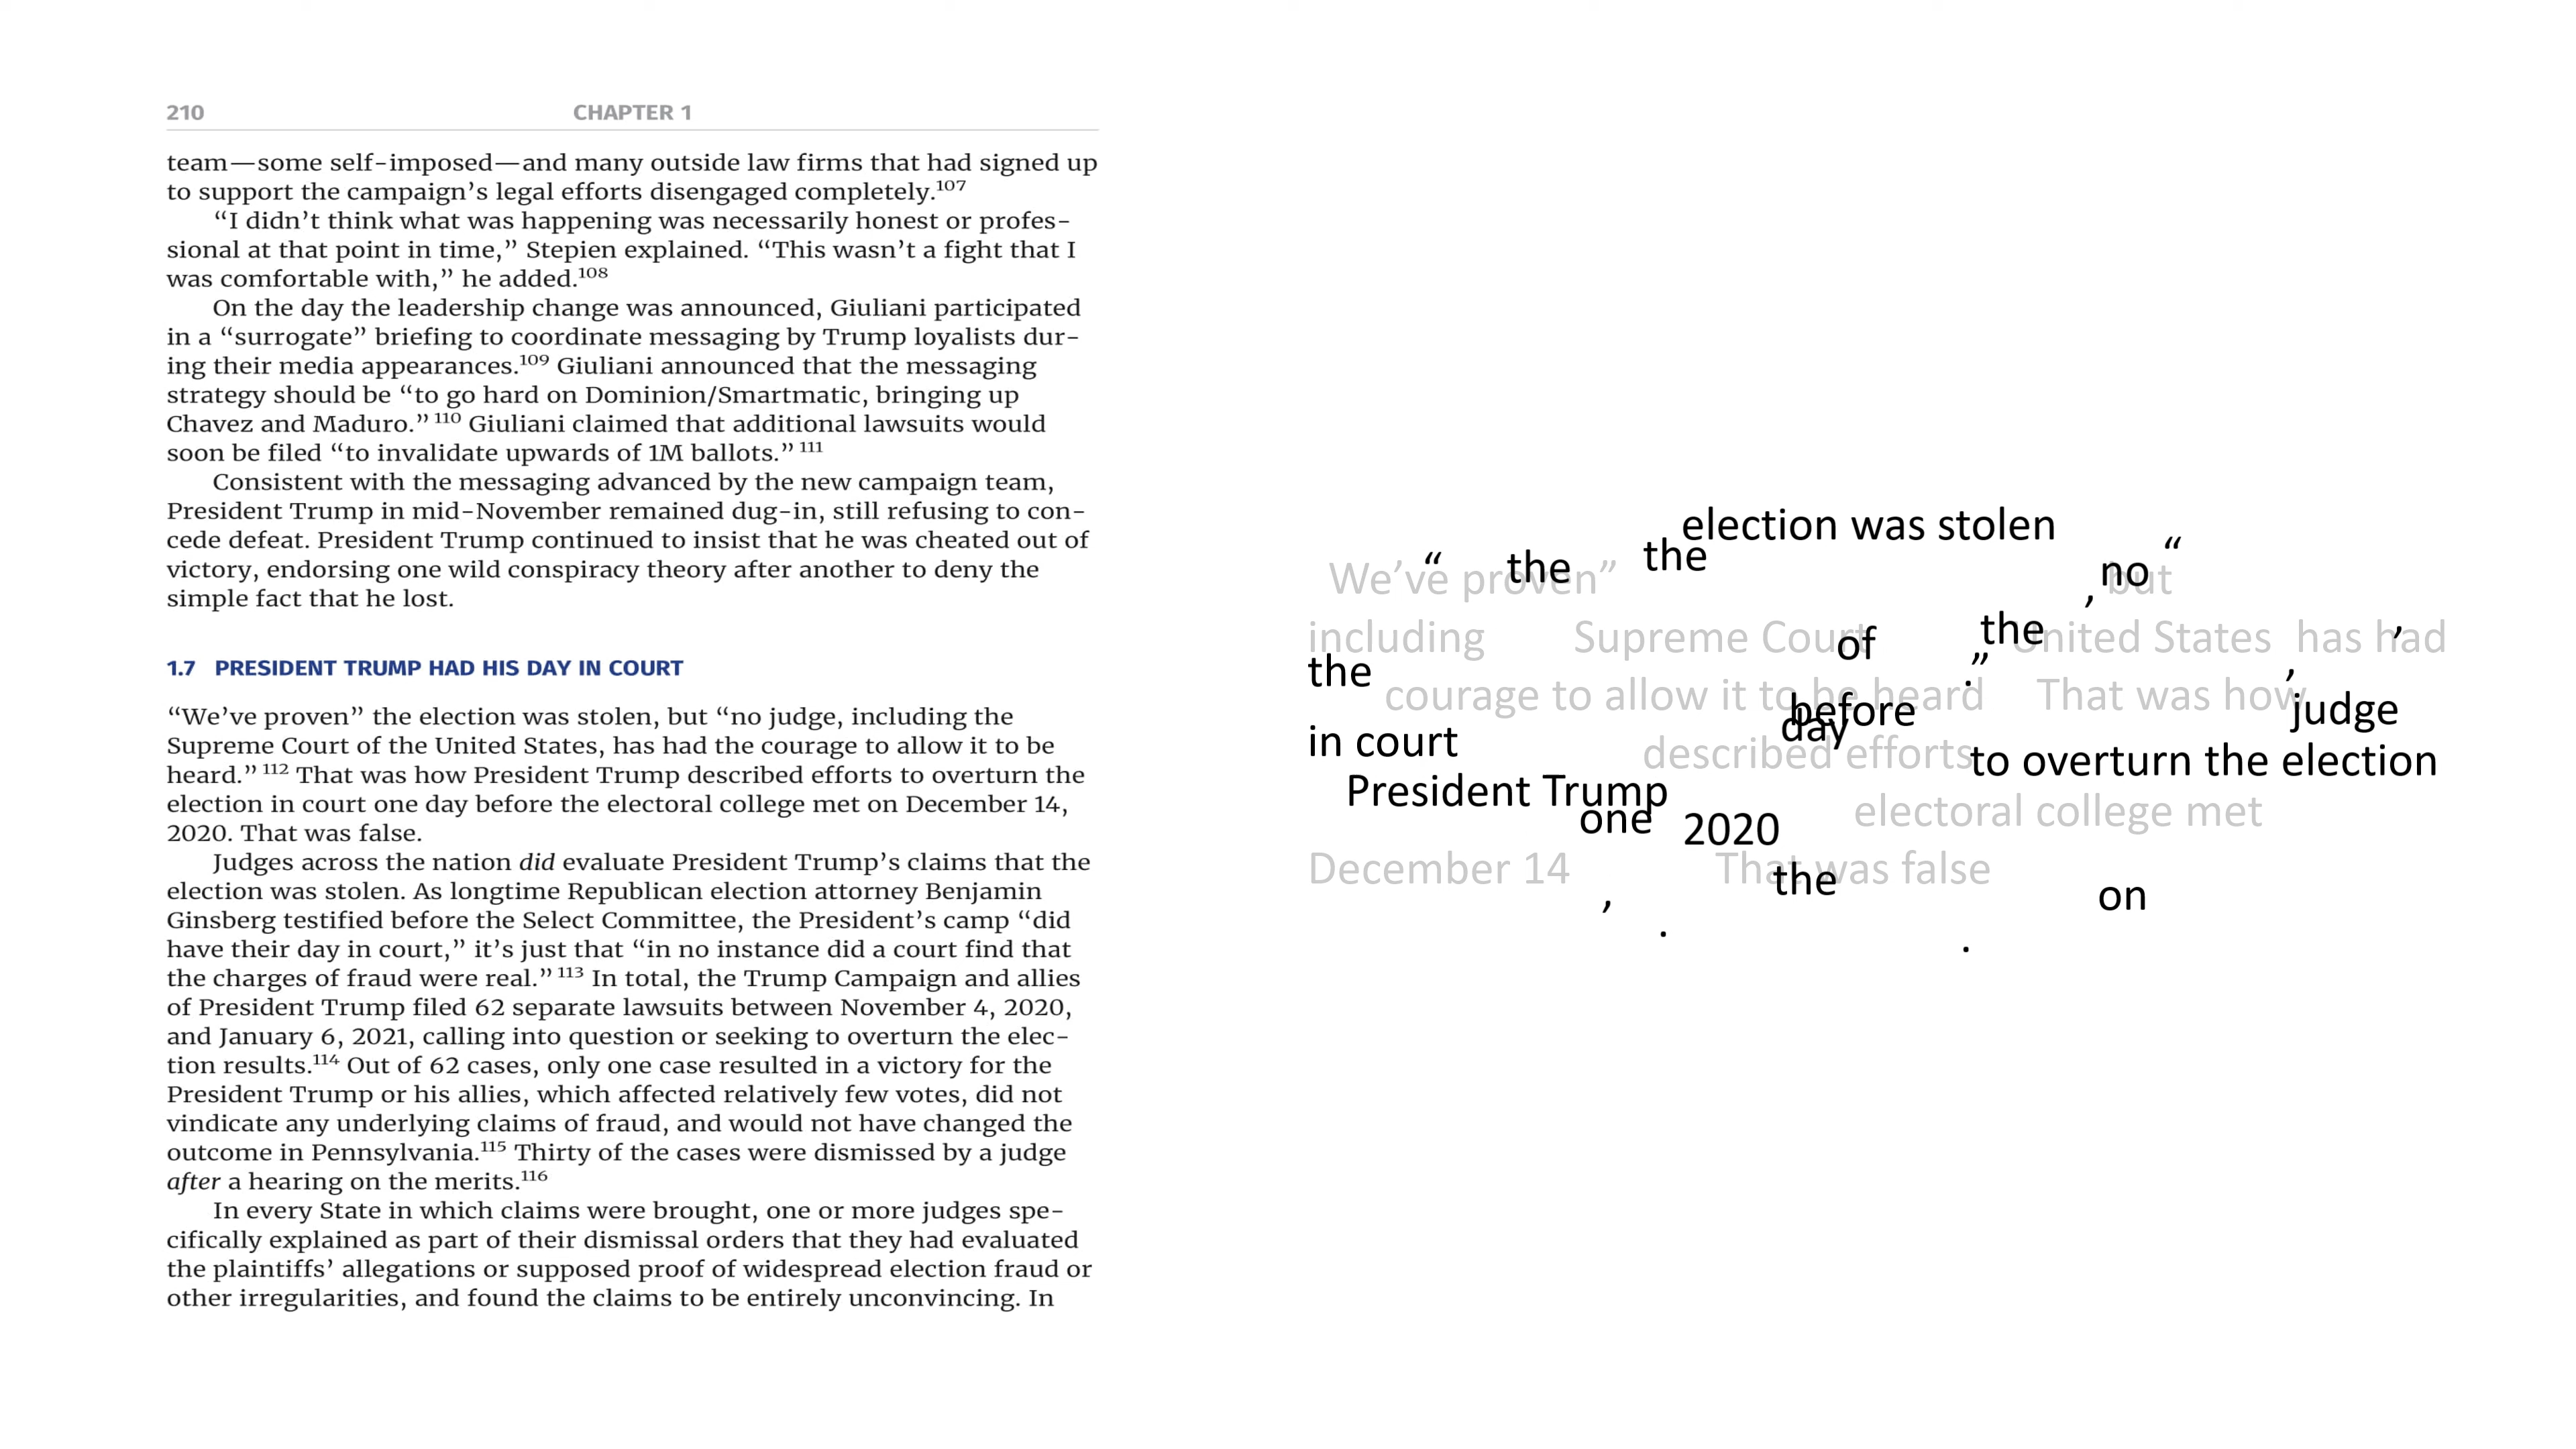 210 CHAPTER 1
team—some self-imposed—and many outside law firms that had signed up
to support the campaign’s legal efforts disengaged completely.107
“I didn’t think what was happening was necessarily honest or profes-
sional at that point in time,” Stepien explained. “This wasn’t a fight that I
was comfortable with,” he added.108
On the day the leadership change was announced, Giuliani participated
in a “surrogate” briefing to coordinate messaging by Trump loyalists dur-
ing their media appearances.109 Giuliani announced that the messaging
strategy should be “to go hard on Dominion/Smartmatic, bringing up
Chavez and Maduro.” 110 Giuliani claimed that additional lawsuits would
soon be filed “to invalidate upwards of 1M ballots.” 111
Consistent with the messaging advanced by the new campaign team,
President Trump in mid-November remained dug-in, still refusing to con-
cede defeat. President Trump continued to insist that he was cheated out of
victory, endorsing one wild conspiracy theory after another to deny the
simple fact that he lost.
1.7 PRESIDENT TRUMP HAD HIS DAY IN COURT
“We’ve proven” the election was stolen, but “no judge, including the
Supreme Court of the United States, has had the courage to allow it to be
heard.” 112 That was how President Trump described efforts to overturn the
election in court one day before the electoral college met on December 14,
2020. That was false.
Judges across the nation did evaluate President Trump’s claims that the
election was stolen. As longtime Republican election attorney Benjamin
Ginsberg testified before the Select Committee, the President’s camp “did
have their day in court,” it’s just that “in no instance did a court find that
the charges of fraud were real.” 113 In total, the Trump Campaign and allies
of President Trump filed 62 separate lawsuits between November 4, 2020,
and January 6, 2021, calling into question or seeking to overturn the elec-
tion results.114 Out of 62 cases, only one case resulted in a victory for the
President Trump or his allies, which affected relatively few votes, did not
vindicate any underlying claims of fraud, and would not have changed the
outcome in Pennsylvania.115 Thirty of the cases were dismissed by a judge
after a hearing on the merits.116
In every State in which claims were brought, one or more judges spe-
cifically explained as part of their dismissal orders that they had evaluated
the plaintiffs’ allegations or supposed proof of widespread election fraud or
other irregularities, and found the claims to be entirely unconvincing. In
election was stolen
“ the the no “
We’ve proven” , but
including Supreme Court of the United States has had ,
the ” . ,
courage to allow it to be heard That was how
before judge
day
in court described efforts to overturn the election
President Trump
one 2020 electoral college met
December 14 That was false
the on
, . .